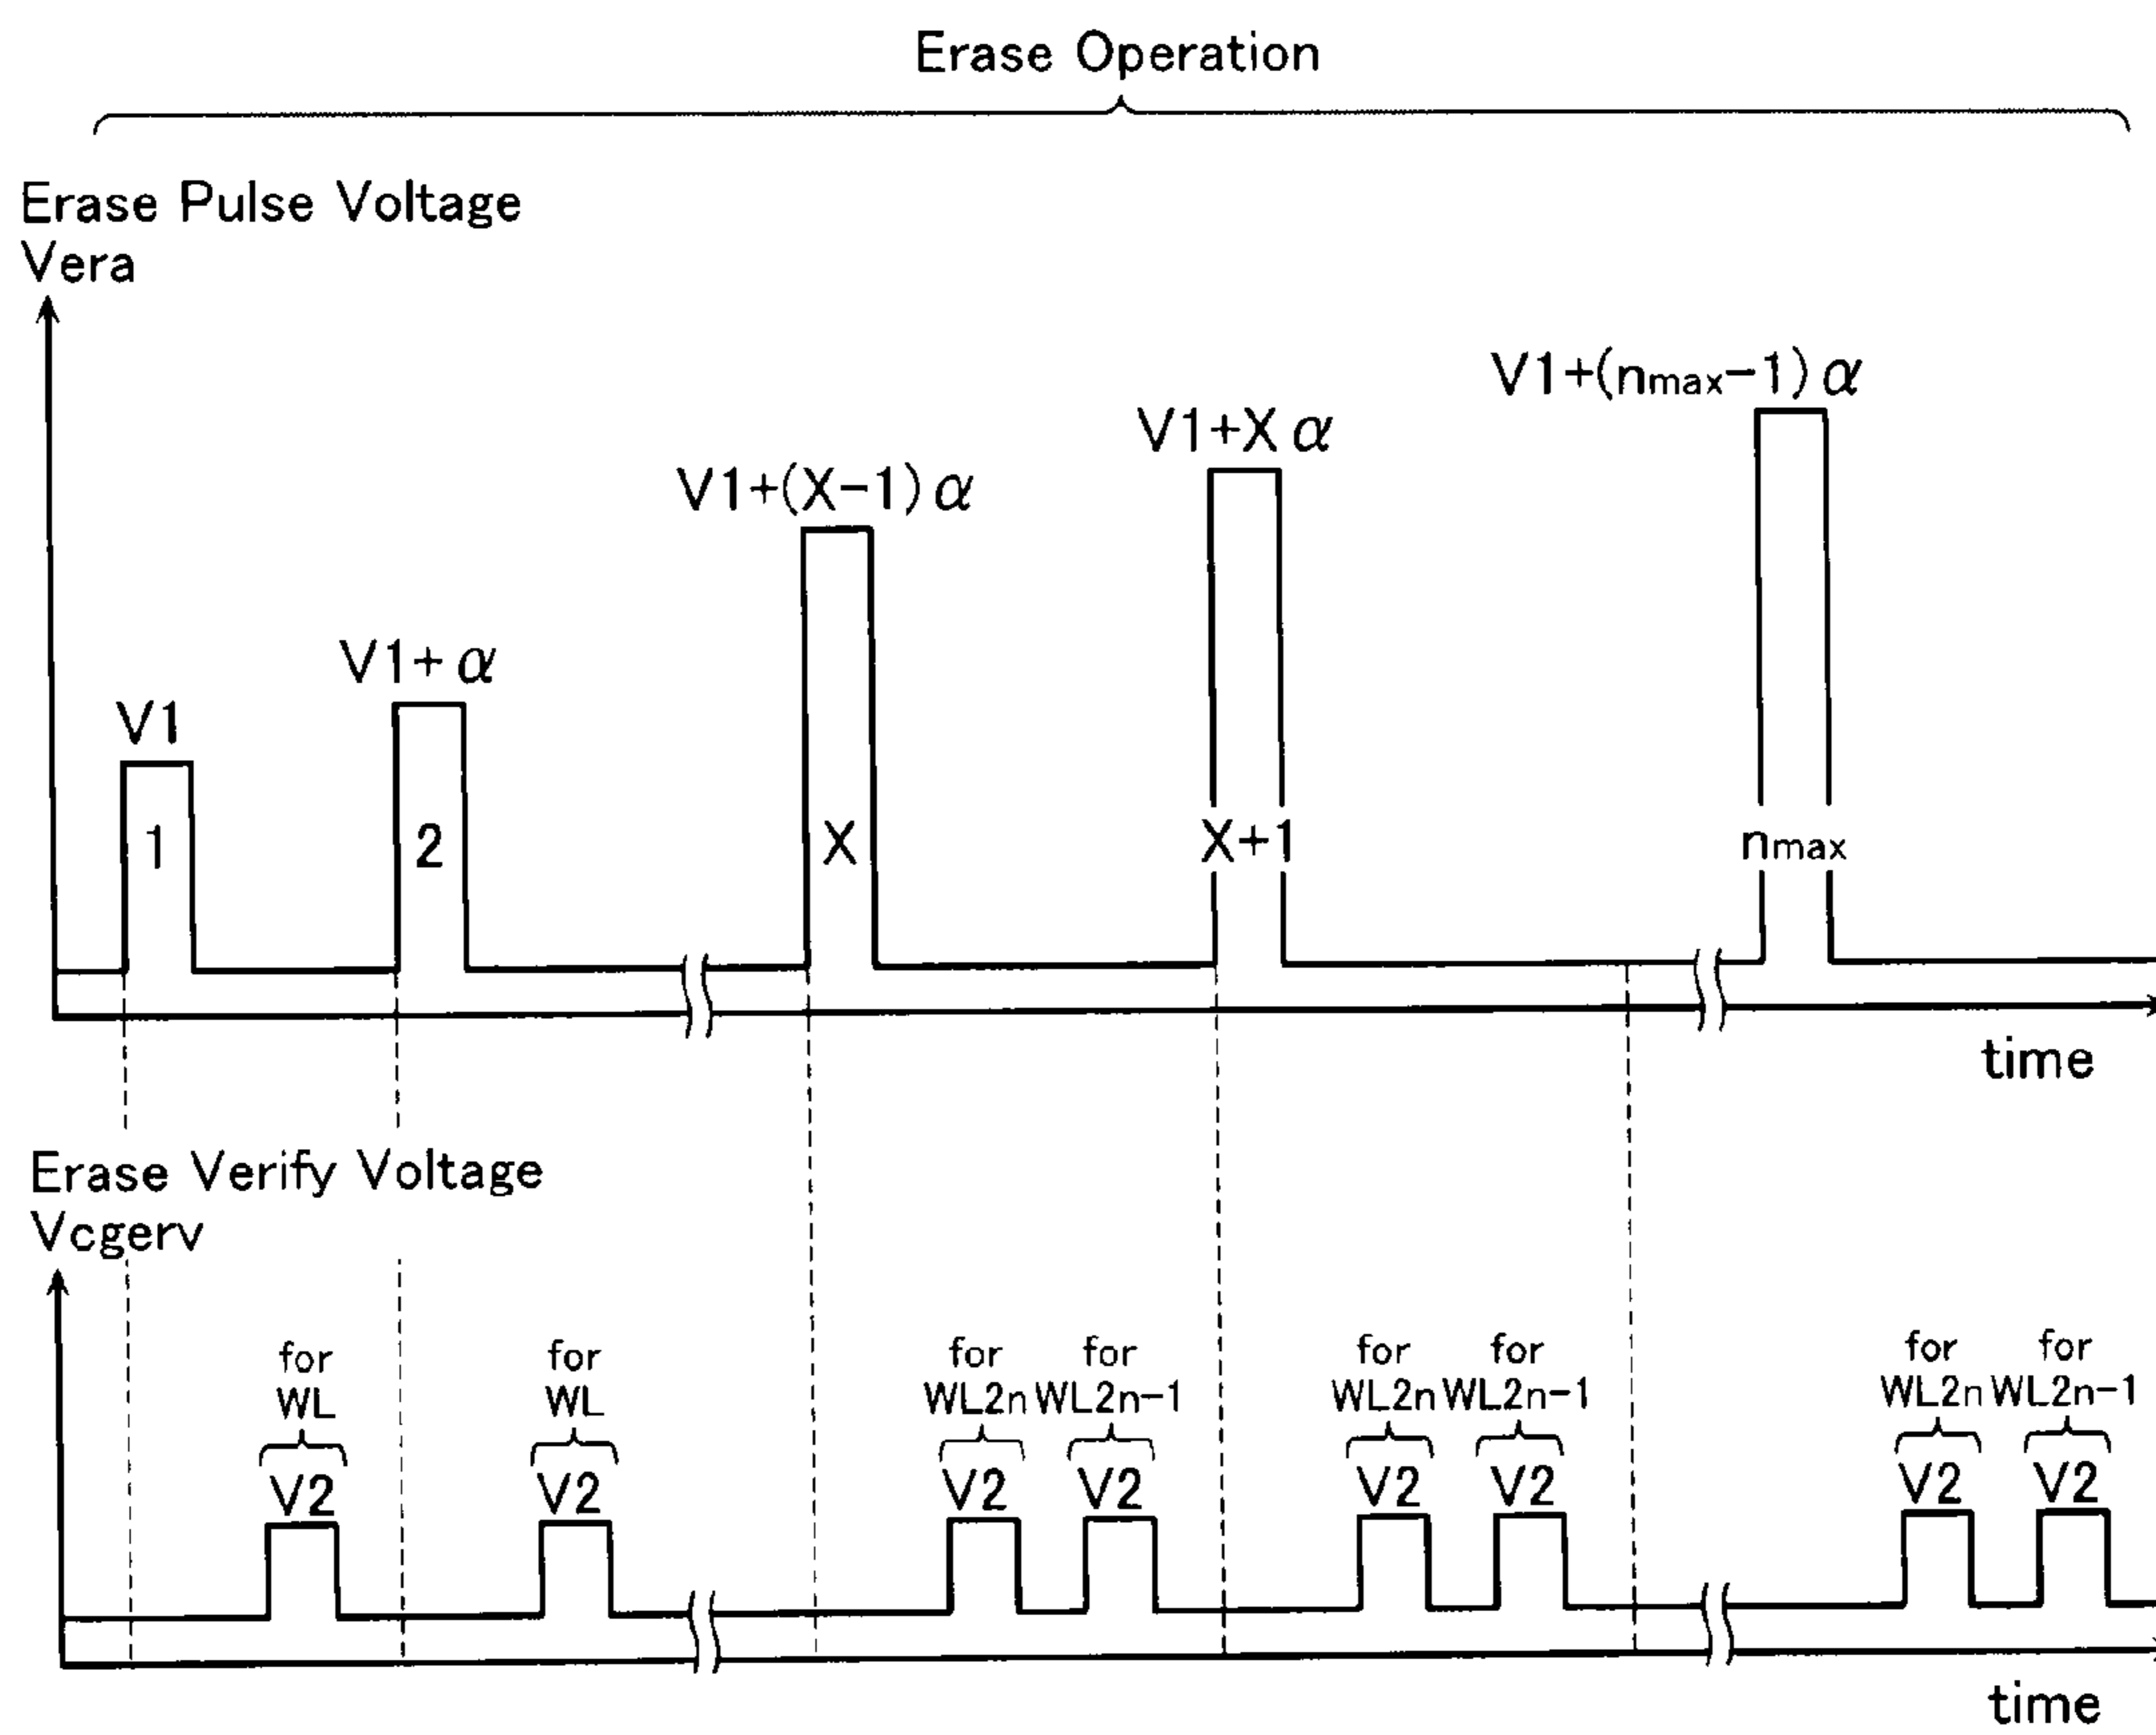 Erase Operation
Erase Pulse Voltage
Vera
V1+(nmax-1)α
V1+Xα
V1+(X-1)α
V1+α
V1
1
2
X
X+1
nmax
time
Erase Verify Voltage
Vcgerv
for
WL
V2
for
WL
V2
for
WL2n
V2
for
WL2n-1
V2
for
WL2n
V2
for
WL2n-1
V2
for
WL2n
V2
for
WL2n-1
V2
time